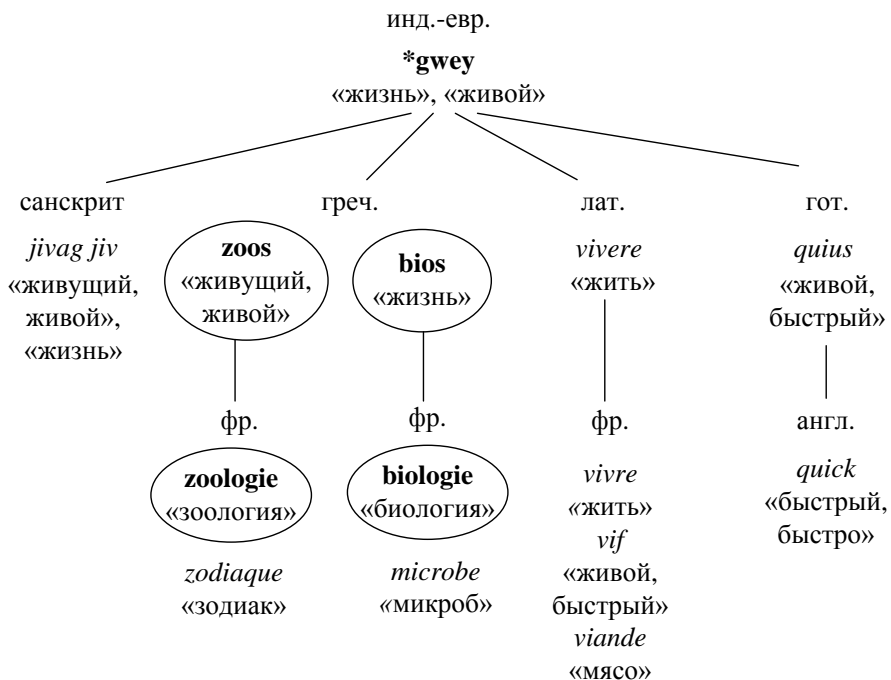 инд.-евр.
*gwey
«жизнь», «живой»
санскрит
греч.
лат.
гот.
jivag jiv
«живущий,
живой»,
«жизнь»
zoos
«живущий,
живой»
bios
«жизнь»
vivere
«жить»
quius
«живой,
быстрый»
фр.
zoologie
«зоология»
zodiaque
«зодиак»
фр.
biologie
«биология»
microbe
«микроб»
фр.
vivre
«жить»
vif
«живой,
быстрый»
viande
«мясо»
англ.
quick
«быстрый,
быстро»